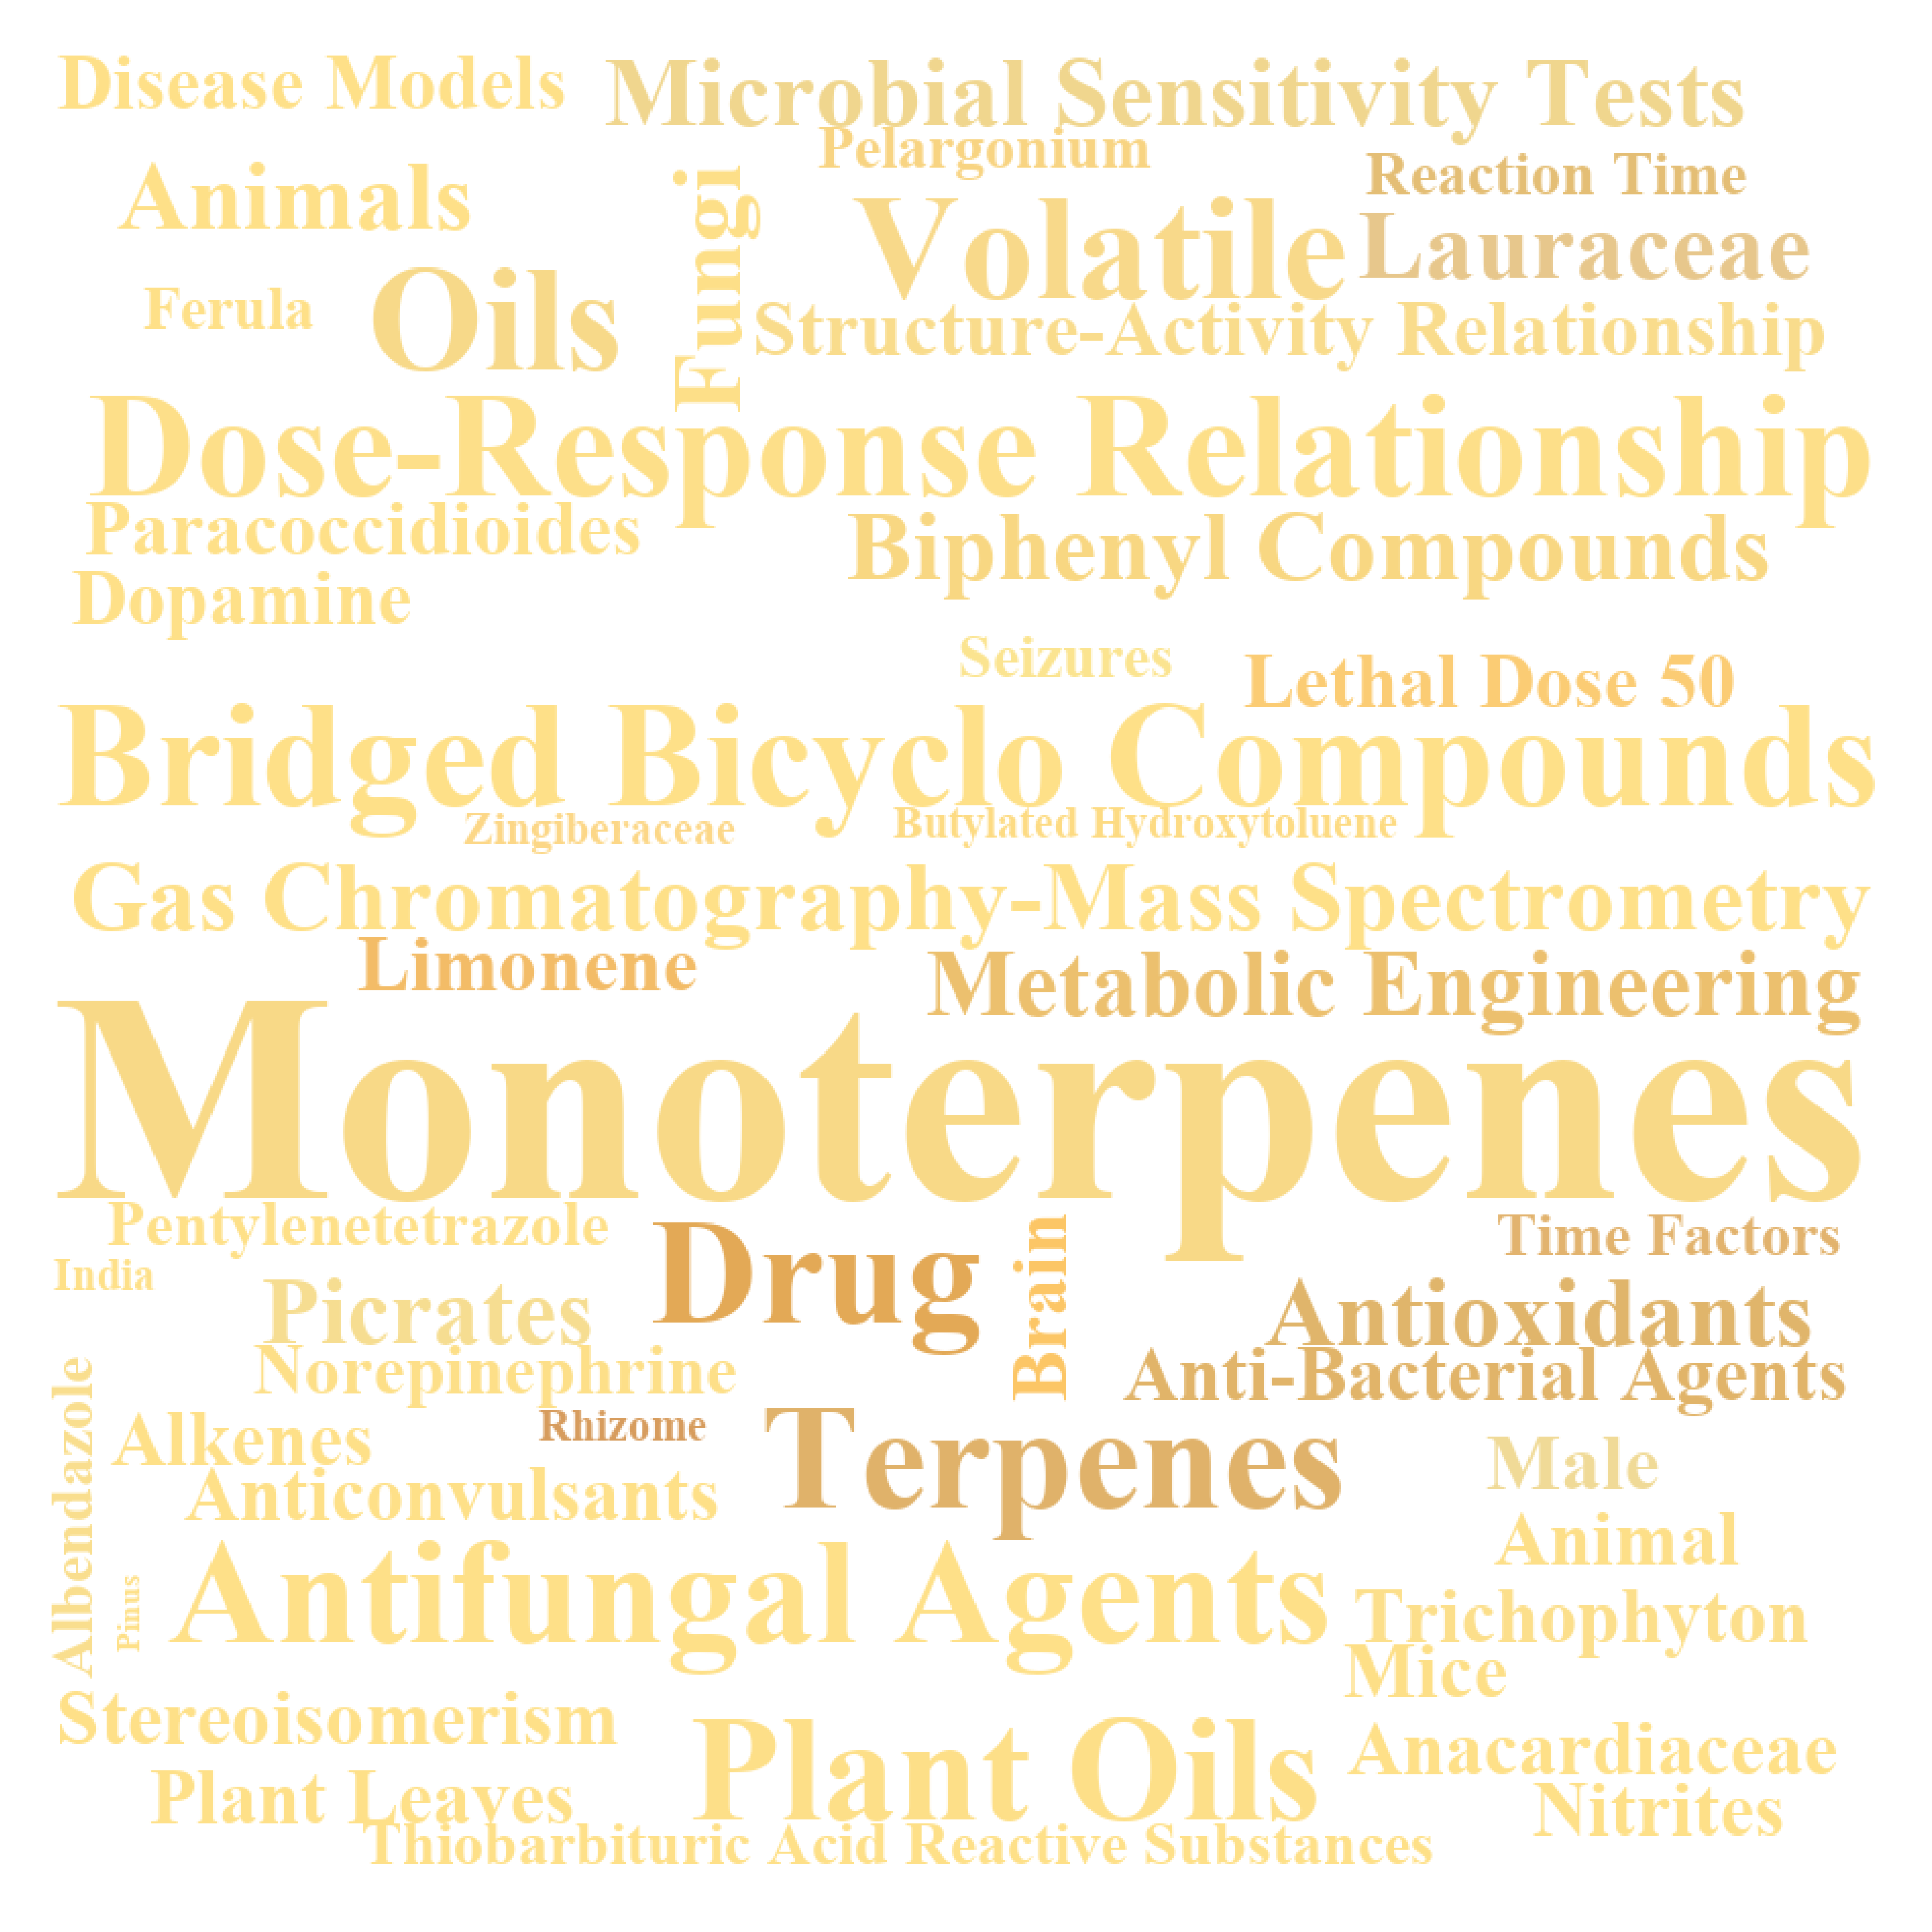 Disease Models
Microbial Sensitivity Tests
Pelargonium
Reaction Time
Animals
Fungi
Volatile
Lauraceae
Oils
Ferula
Structure-Activity Relationship
Dose-Response Relationship
Paracoccidioides
Biphenyl Compounds
Dopamine
Seizures
Lethal Dose 50
Bridged Bicyclo Compounds
Zingiberaceae
Butylated Hydroxytoluene
Gas Chromatography-Mass Spectrometry
Limonene
Metabolic Engineering
Monoterpenes
Pentylenetetrazole
Drug
Brain
Time Factors
India
Picrates
Antioxidants
Norepinephrine
Anti-Bacterial Agents
Albendazole
Alkenes
Rhizome
Terpenes
Male
Anticonvulsants
Animal
Pinus
Antifungal Agents
Trichophyton
Mice
Stereoisomerism
Plant Oils
Anacardiaceae
Plant Leaves
Nitrites
Thiobarbituric Acid Reactive Substances